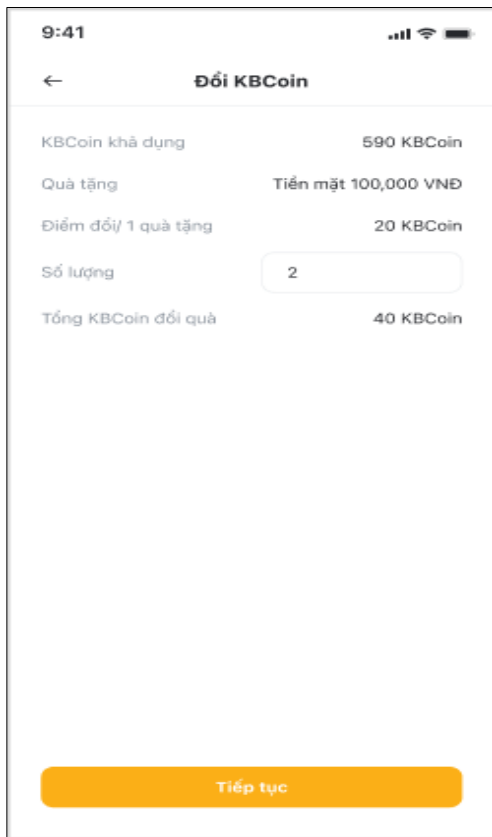 9:41
Đổi KBCoin
KBCoin khả dụng 590 KBCoin
Quà tặng Tiền mặt 100,000 VNĐ
Điểm đổi/ 1 quà tặng 20 KBCoin
Số lượng 2
Tổng KBCoin đổi quà 40 KBCoin
Tiếp tục